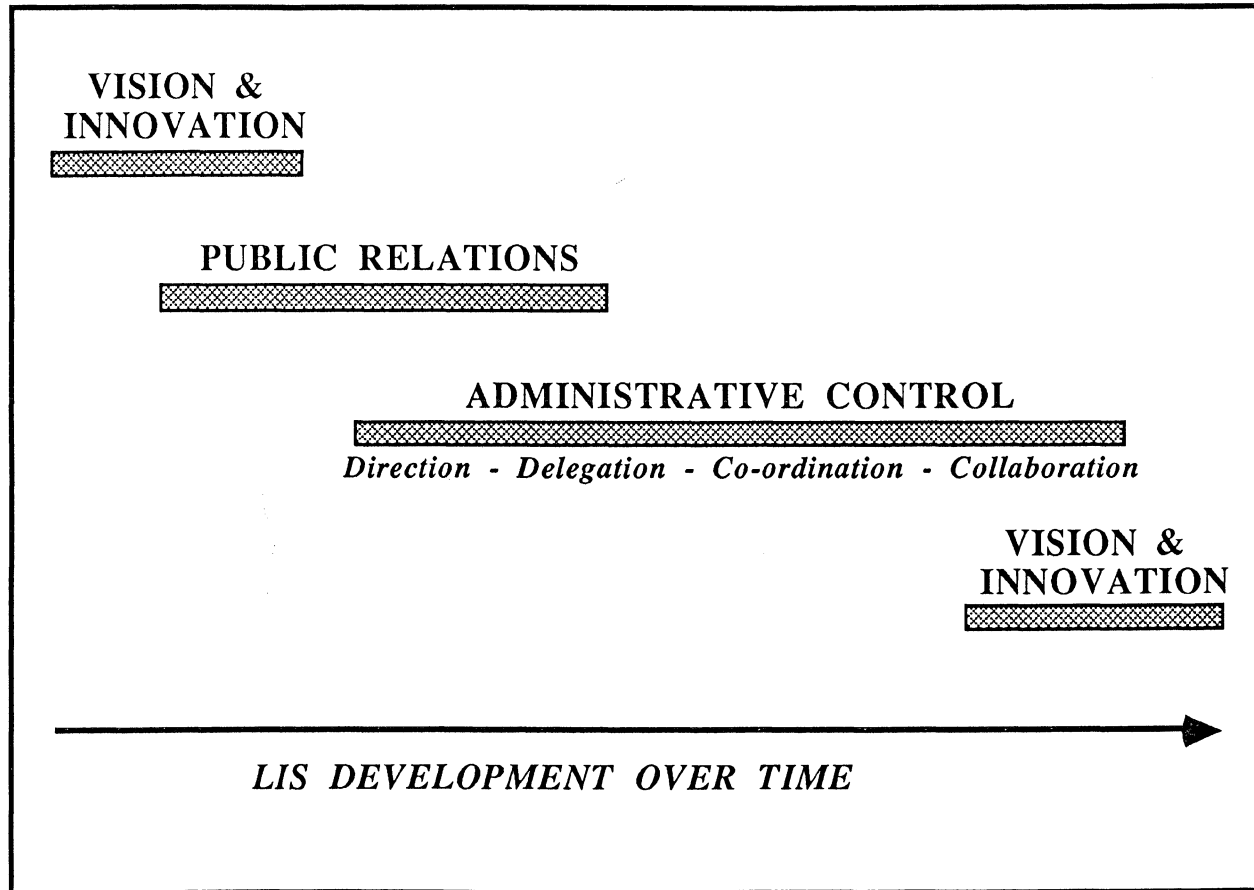 VISION &
INNOVATION
PUBLIC RELATIONS
ADMINISTRATIVE CONTROL
Direction - Delegation - Co-ordination - Collaboration
VISION &
INNOVATION
LIS DEVELOPMENT OVER TIME